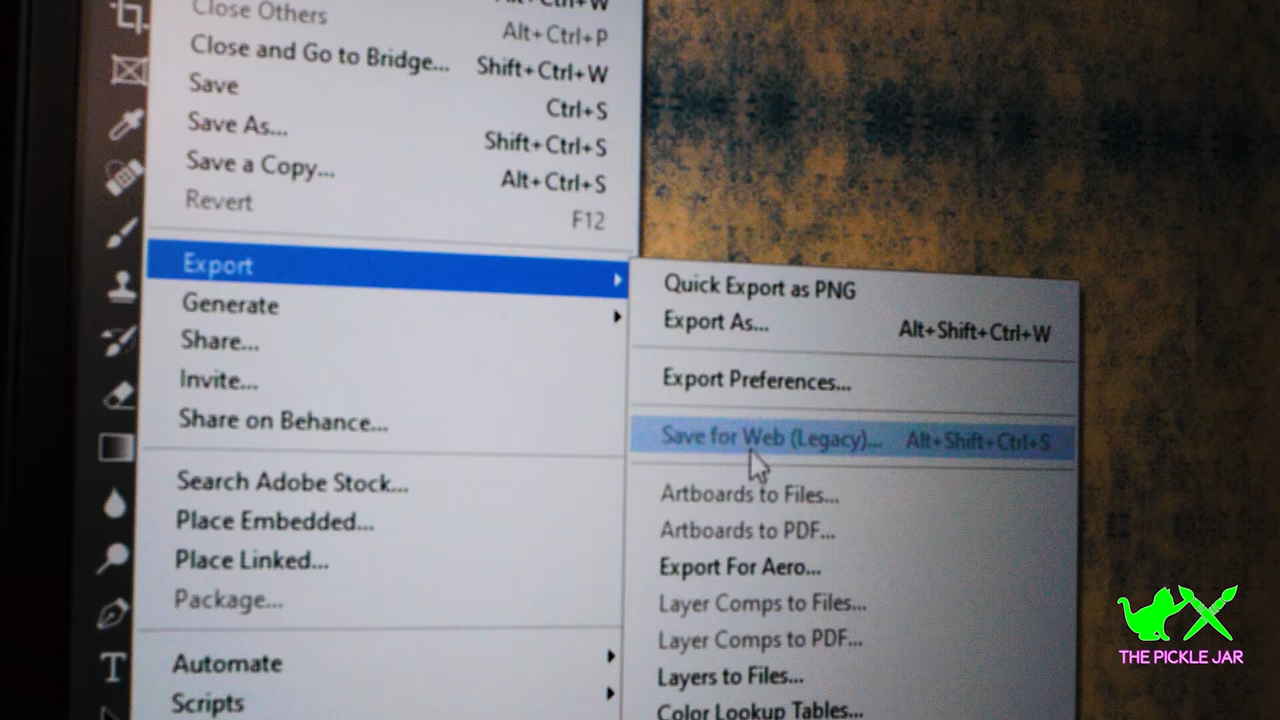 Alt+Ctrl+W
Close Others Alt+Ctrl+P
Close and Go to Bridge... Shift+Ctrl+W
Save Ctrl+S
Save As... Shift+Ctrl+S
Save a Copy... Alt+Ctrl+S
Revert F12
Export
Generate
Share...
Invite...
Share on Behance...
Search Adobe Stock...
Place Embedded...
Place Linked...
Package...
Automate
Scripts
Quick Export as PNG
Export As... Alt+Shift+Ctrl+W
Export Preferences...
Save for Web (Legacy)... Alt+Shift+Ctrl+S
Artboards to Files...
Artboards to PDF...
Export For Aero...
Layer Comps to Files...
Layer Comps to PDF...
Layers to Files...
Color Lookup Tables...
T
THE PICKLE JAR